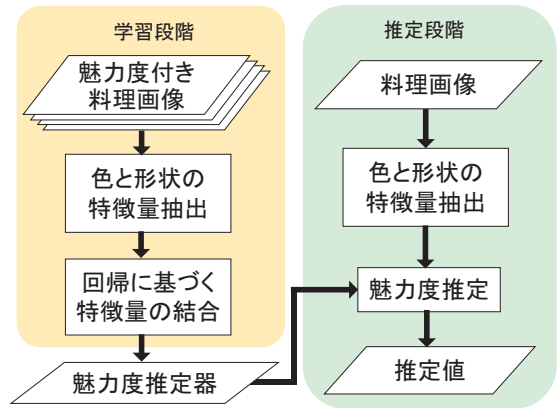 学習段階
魅力度付き
料理画像
色と形状の
特徴量抽出
回帰に基づく
特徴量の結合
魅力度推定器
推定段階
料理画像
色と形状の
特徴量抽出
魅力度推定
推定値